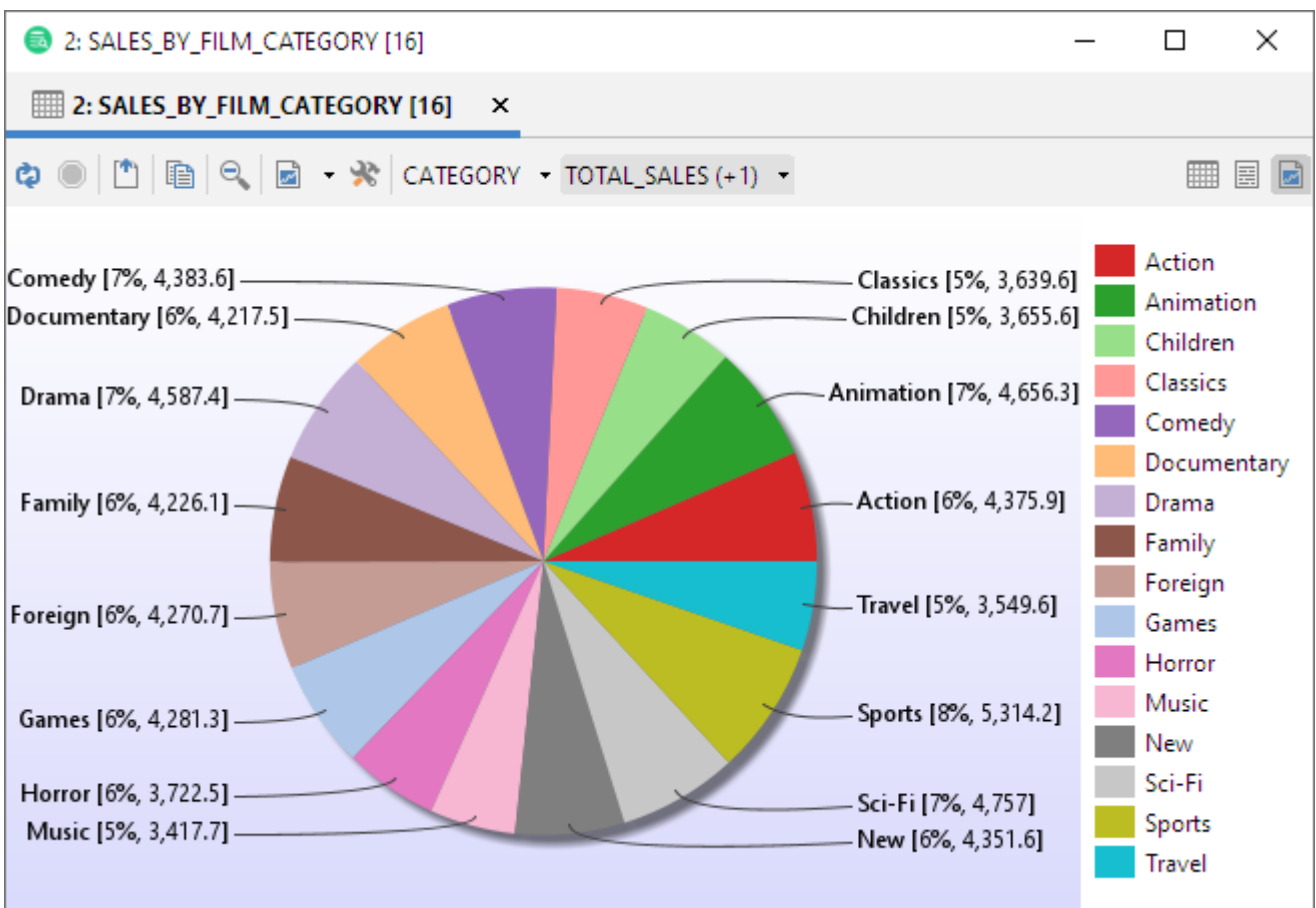 2: SALES_BY_FILM_CATEGORY [16]
2: SALES_BY_FILM_CATEGORY [16]
CATEGORY TOTAL_SALES (+1)
Comedy [7%, 4,383.6]
Documentary [6%, 4,217.5]
Drama [7%, 4,587.4]
Family [6%, 4,226.1]
Foreign [6%, 4,270.7]
Games [6%, 4,281.3]
Horror [6%, 3,722.5]
Music [5%, 3,417.7]
Classics [5%, 3,639.6]
Children [5%, 3,655.6]
Animation [7%, 4,656.3]
Action [6%, 4,375.9]
Travel [5%, 3,549.6]
Sports [8%, 5,314.2]
Sci-Fi [7%, 4,757]
New [6%, 4,351.6]
Action
Animation
Children
Classics
Comedy
Documentary
Drama
Family
Foreign
Games
Horror
Music
New
Sci-Fi
Sports
Travel